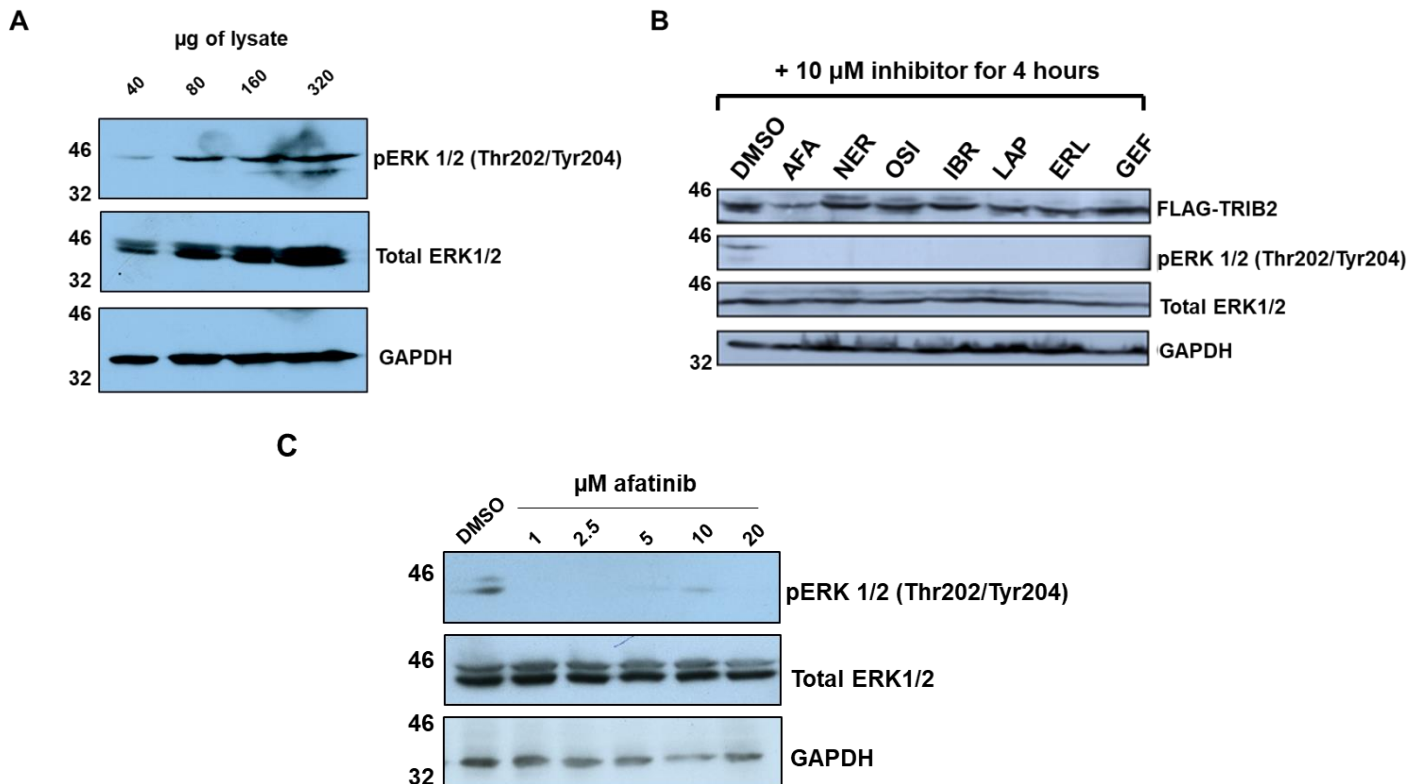 A
µg of lysate
40 80 160 320
46
pERK 1/2 (Thr202/Tyr204)
32
46
Total ERK1/2
32
46
GAPDH
32
B
+ 10 µM inhibitor for 4 hours
DMSO AFA NER OSI IBR LAP ERL GEF
46
FLAG-TRIB2
46
pERK 1/2 (Thr202/Tyr204)
46
Total ERK1/2
32
GAPDH
C
µM afatinib
DMSO 1 2.5 5 10 20
46
pERK 1/2 (Thr202/Tyr204)
46
Total ERK1/2
46
GAPDH
32